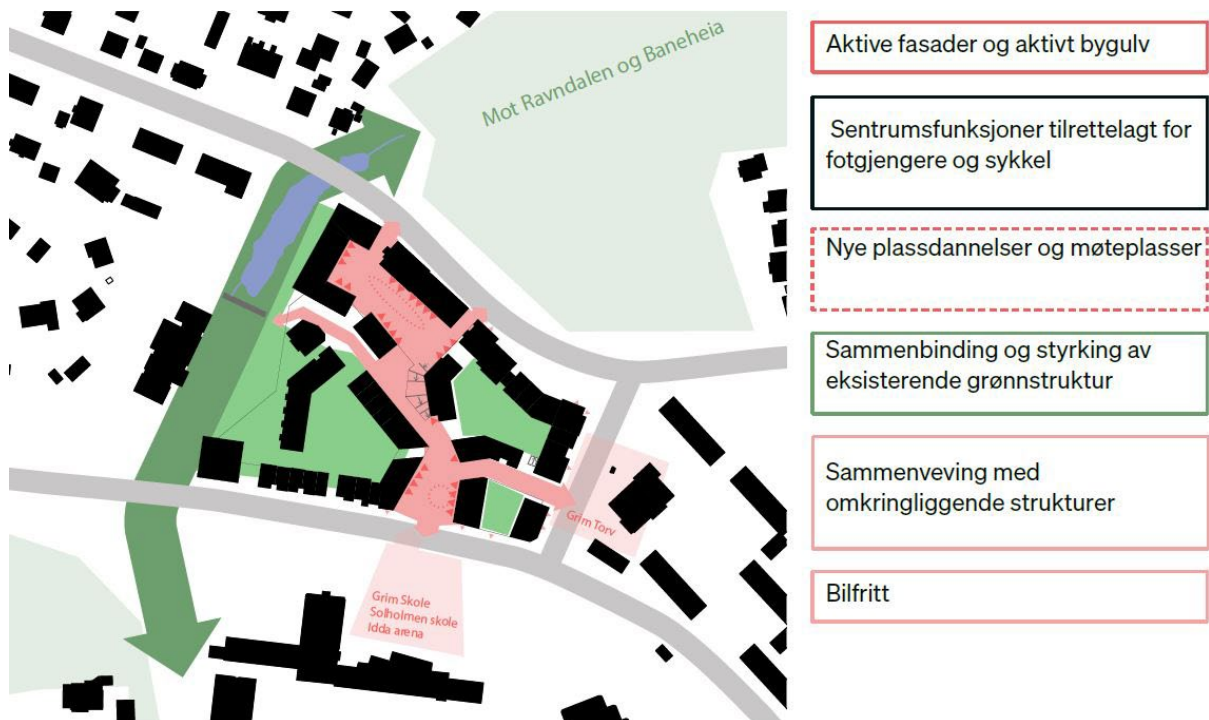 Mot Ravndalen og Baneheia
Grim Torv
Grim Skole
Solholmen skole
Idda arena
Aktive fasader og aktivt bygulv
Sentrumsfunksjoner tilrettelagt for
fotgjengere og sykkel
Nye plassdannelser og møteplasser
Sammenbinding og styrking av
eksisterende grønnstruktur
Sammenveving med
omkringliggende strukturer
Bilfritt